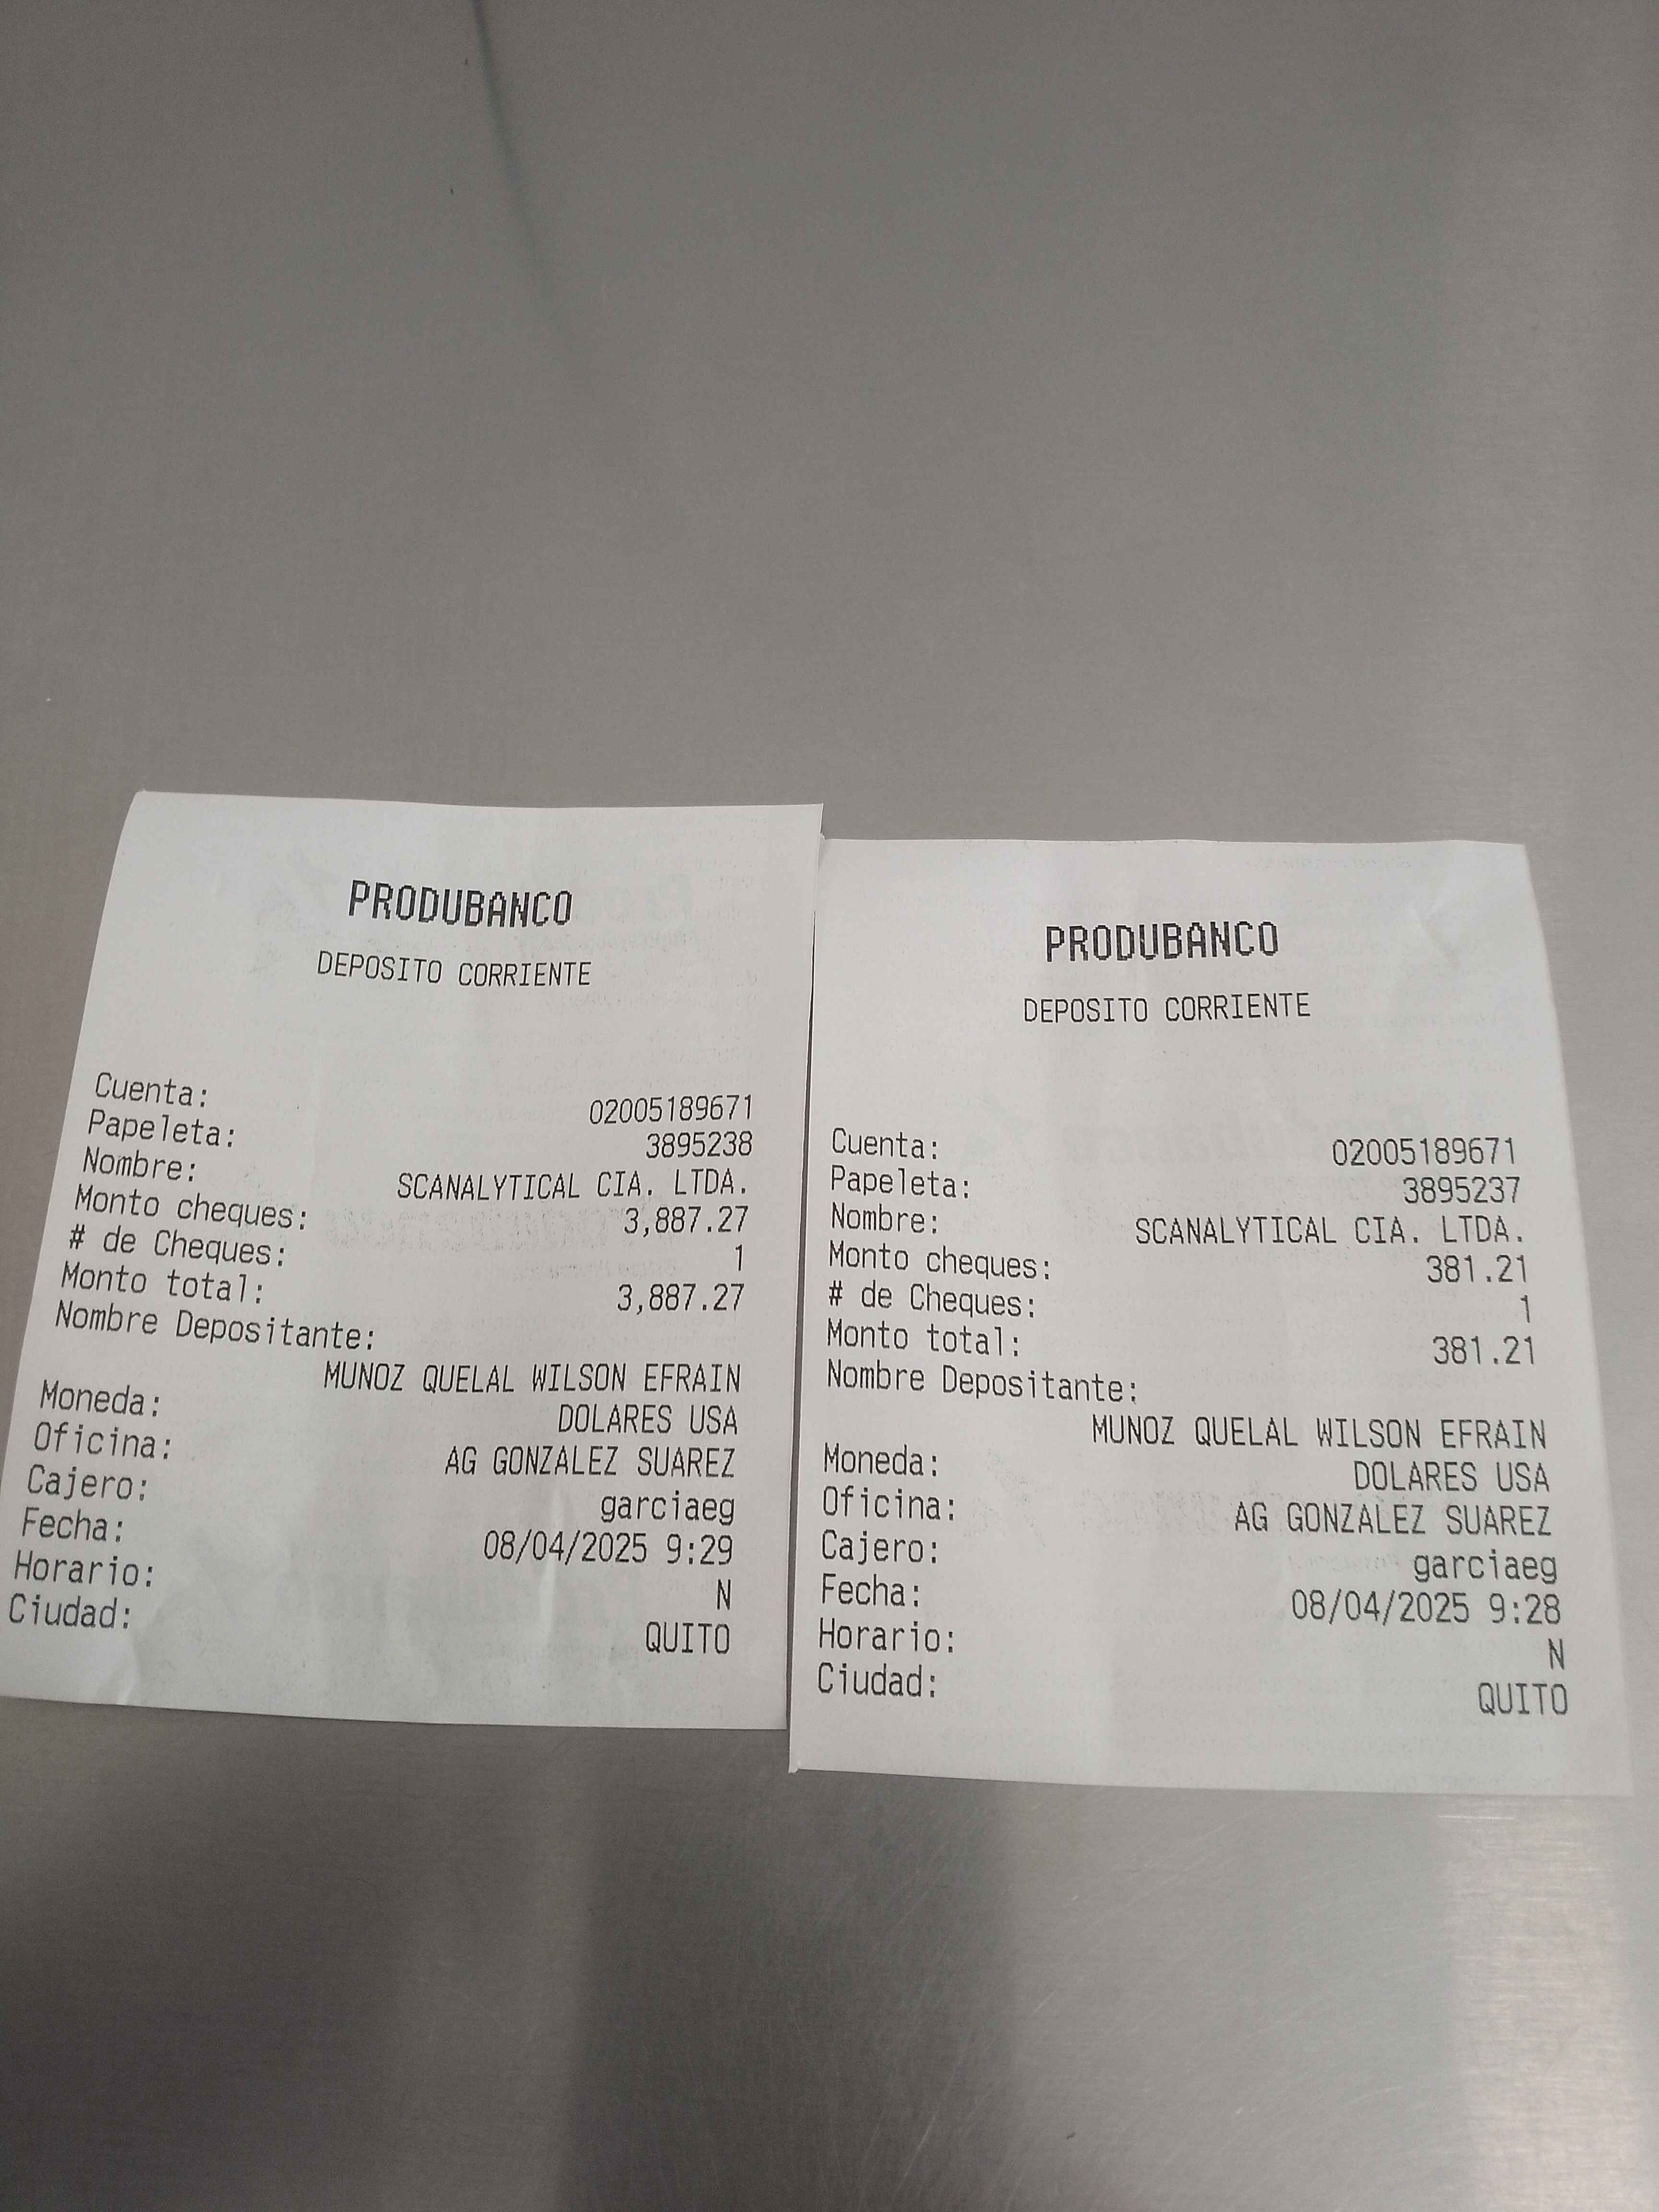 PRODUBANCO
DEPOSITO CORRIENTE
Cuenta: 02005189671
Papeleta: 3895238
Nombre: SCANALYTICAL CIA. LTDA.
Monto cheques: 3,887.27
# de Cheques: 1
Monto total: 3,887.27
Nombre Depositante:
MUNOZ QUELAL WILSON EFRAIN
Moneda: DOLARES USA
Oficina: AG GONZALEZ SUAREZ
Cajero: garciaeg
Fecha: 08/04/2025 9:29
Horario: N
Ciudad: QUITO
PRODUBANCO
DEPOSITO CORRIENTE
Cuenta: 02005189671
Papeleta: 3895237
Nombre: SCANALYTICAL CIA. LTDA.
Monto cheques: 381.21
# de Cheques: 1
Monto total: 381.21
Nombre Depositante:
MUNOZ QUELAL WILSON EFRAIN
Moneda: DOLARES USA
Oficina: AG GONZALEZ SUAREZ
Cajero: garciaeg
Fecha: 08/04/2025 9:28
Horario: N
Ciudad: QUITO